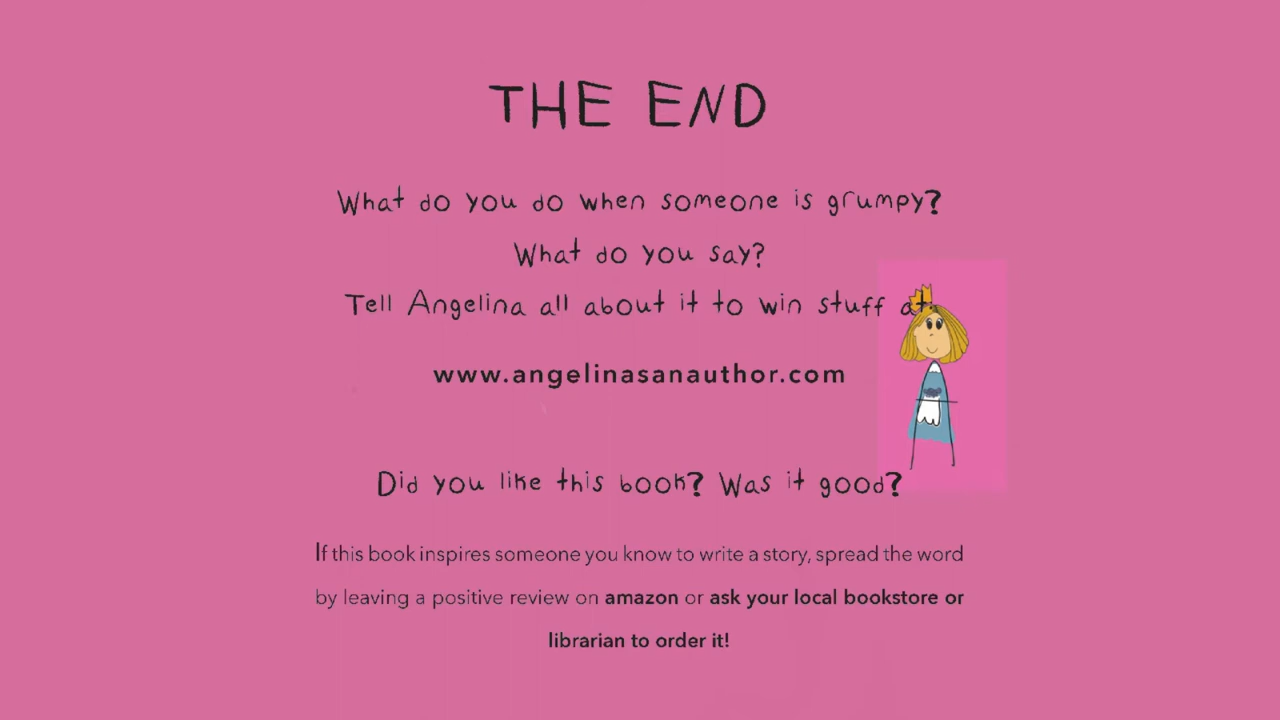 THE END
What do you do when someone is grumpy?
What do you say?
Tell Angelina all about it to win stuff at
www.angelinasanauthor.com
Did you like this book? Was it good?
If this book inspires someone you know to write a story, spread the word
by leaving a positive review on amazon or ask your local bookstore or
librarian to order it!